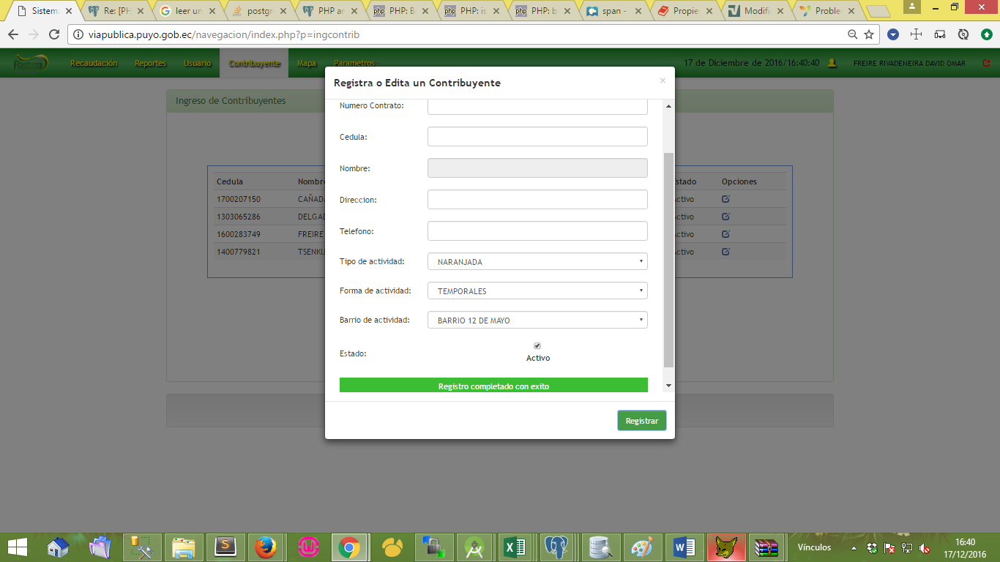 Sistem
Re: [PH
leer un
postgr
PHP ar
PHP: B
PHP: is
PHP: b
span -
Propie
Modifi
Proble
viapublica.puyo.gob.ec/navegacion/index.php?p=ingcontrib
Pastaza Recaudación Reportes Usuario Contribuyente Mapa Parametros 17 de Diciembre de 2016/16:40:40 FREIRE RIVADENEIRA DAVID OMAR
Ingreso de Contribuyentes
Registra o Edita un Contribuyente ×
Numero Contrato:
Cedula:
Nombre:
Direccion:
Telefono:
Tipo de actividad: NARANJADA
Forma de actividad: TEMPORALES
Barrio de actividad: BARRIO 12 DE MAYO
Estado:
Activo
Registro completado con exito
Registrar
Cedula Nombre stado Opciones
1700207150 CAÑADA ctivo
1303065286 DELGAD ctivo
1600283749 FREIRE ctivo
1400779821 TSENKU ctivo
Vínculos
16:40
17/12/2016